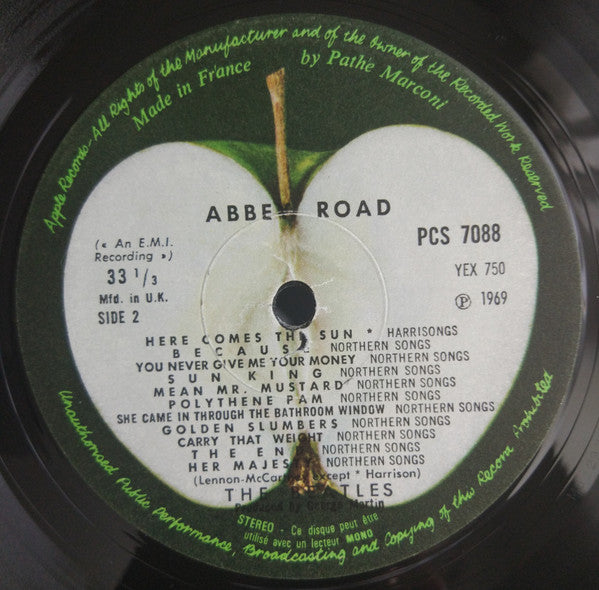 Apple Records-All Rights of the Manufacturer and of the Owner of the Recorded Work Reserved
Made in France
by Pathe Marconi
ABBE ROAD
(« An E.M.I.
Recording »)
33 1/3
Mfd. in U.K.
SIDE 2
PCS 7088
YEX 750
℗ 1969
HERE COMES THE SUN * HARRISONGS
BECAUSE NORTHERN SONGS
YOU NEVER GIVE ME YOUR MONEY NORTHERN SONGS
SUN KING NORTHERN SONGS
MEAN MR. MUSTARD NORTHERN SONGS
POLYTHENE PAM NORTHERN SONGS
SHE CAME IN THROUGH THE BATHROOM WINDOW NORTHERN SONGS
GOLDEN SLUMBERS NORTHERN SONGS
CARRY THAT WEIGHT NORTHERN SONGS
THE END NORTHERN SONGS
HER MAJESTY NORTHERN SONGS
(Lennon-McCartney except * Harrison)
THE BEATLES
Produced by George Martin
STEREO - Ce disque peut être
utilisé avec un lecteur MONO
Unauthorised Public Performance, Broadcasting and Copying of this Record Prohibited